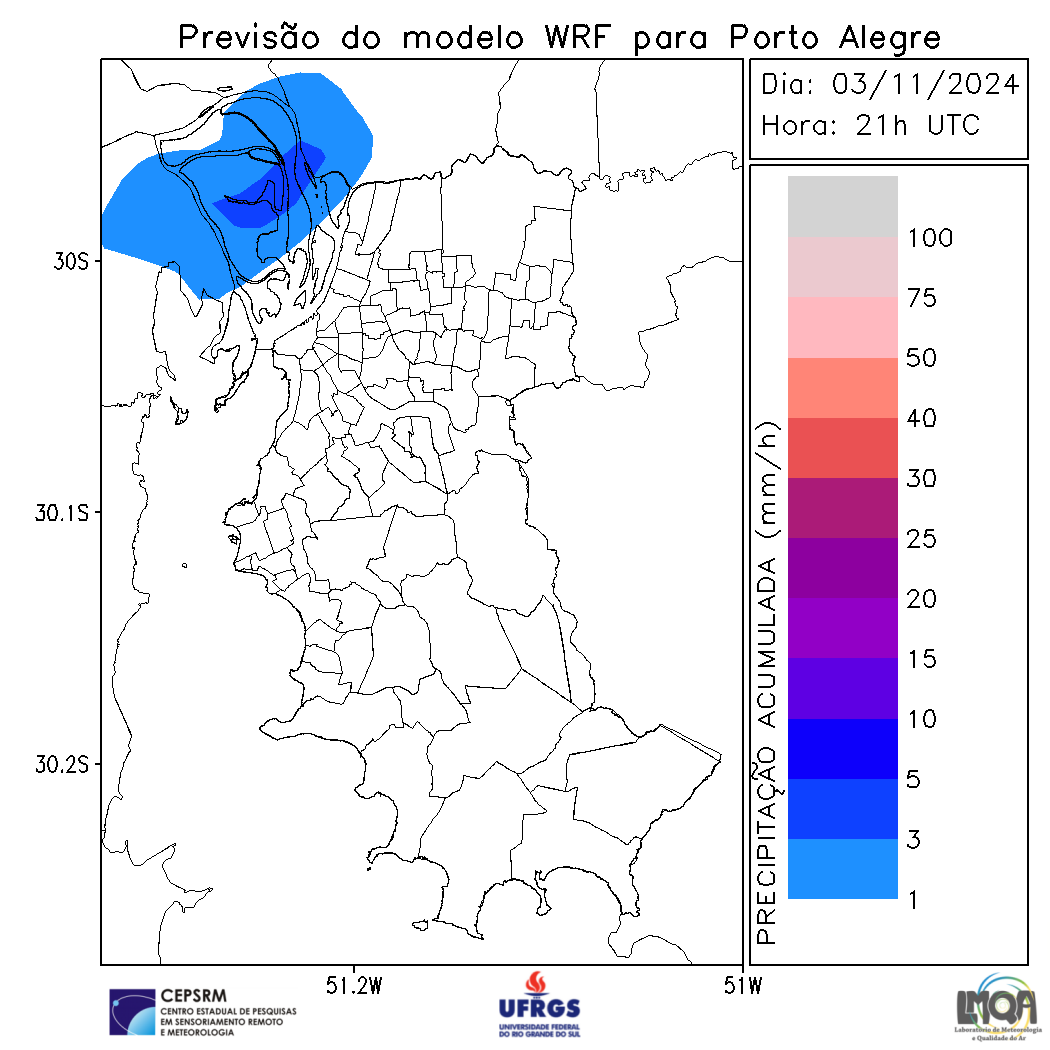 Previsão do modelo WRF para Porto Alegre
Dia: 03/11/2024
Hora: 21h UTC
30S
30.1S
30.2S
51.2W
51W
PRECIPITAÇÃO ACUMULADA (mm/h)
100
75
50
40
30
25
20
15
10
5
3
1
CEPSRM
CENTRO ESTADUAL DE PESQUISAS
EM SENSORIAMENTO REMOTO
E METEOROLOGIA
UFRGS
UNIVERSIDADE FEDERAL
DO RIO GRANDE DO SUL
LMQA
Laboratório de Meteorologia
e Qualidade do Ar